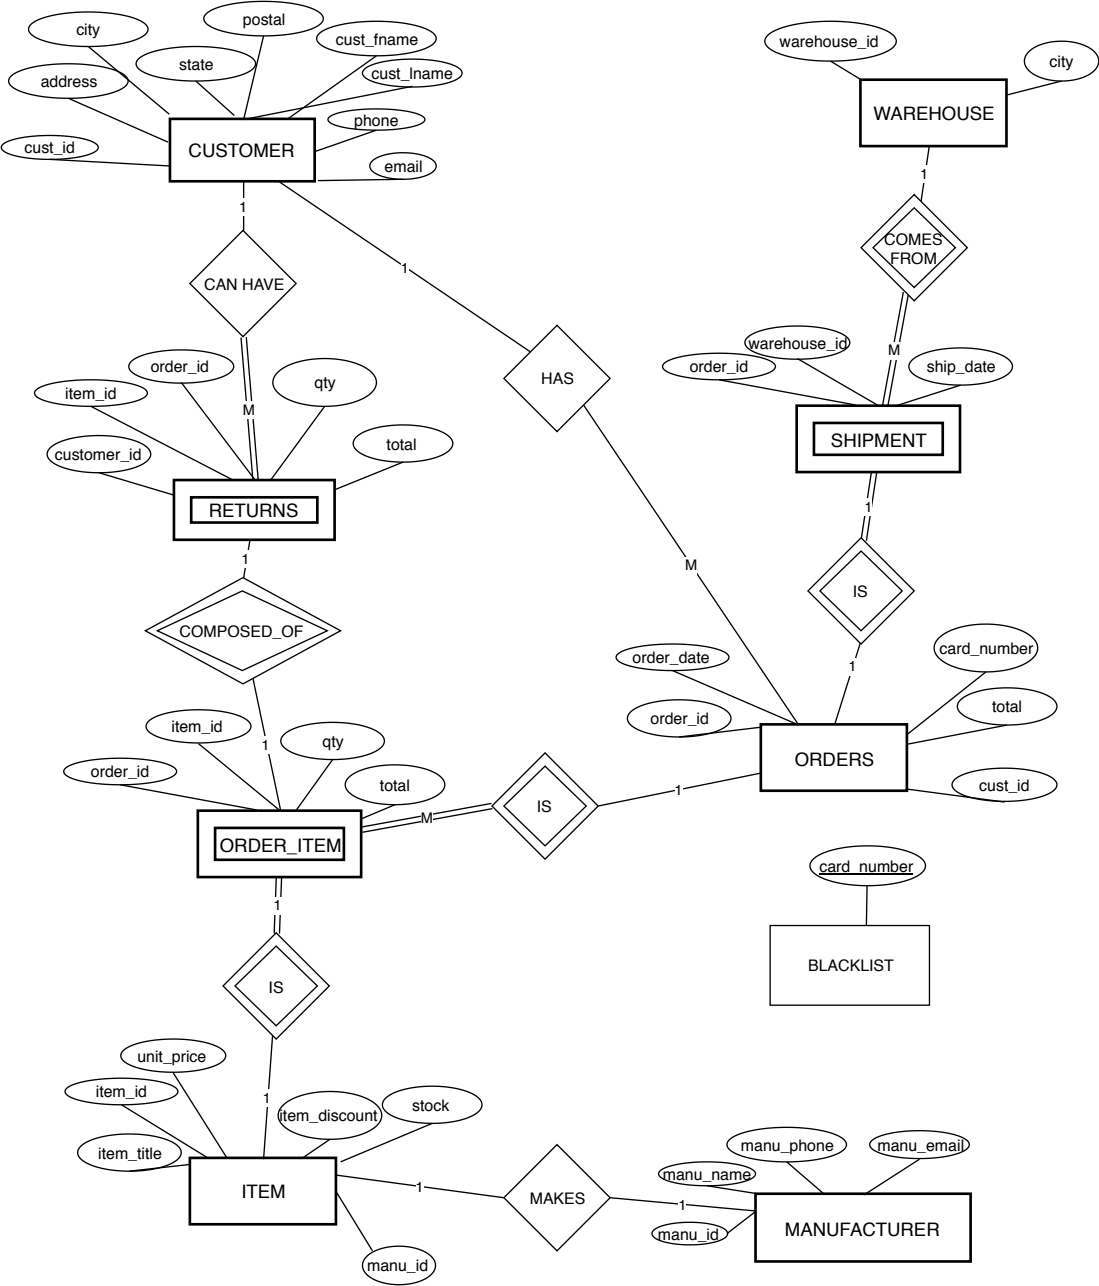 postal
city
cust_fname
warehouse_id
state
city
cust_lname
address
WAREHOUSE
phone
cust_id
CUSTOMER
email
1
1
COMES
FROM
1
CAN HAVE
warehouse_id
M
order_id
order_id
ship_date
HAS
qty
item_id
M
SHIPMENT
total
customer_id
RETURNS
1
1
M
IS
COMPOSED_OF
card_number
order_date
1
total
order_id
item_id
qty
1
ORDERS
order_id
total
cust_id
1
IS
M
ORDER_ITEM
card_number
1
BLACKLIST
IS
unit_price
item_id
1
item_discount
stock
manu_phone
manu_email
item_title
manu_name
1
ITEM
MAKES
1
MANUFACTURER
manu_id
manu_id